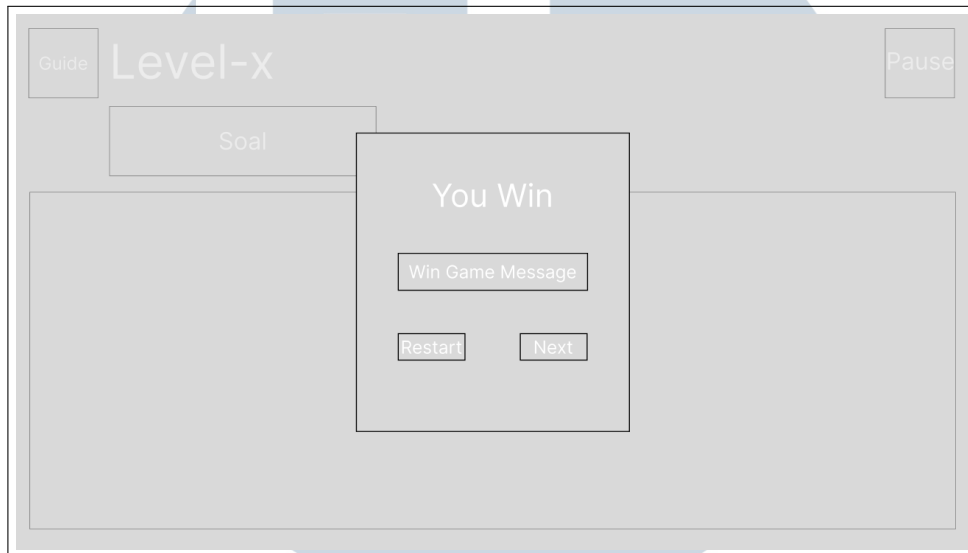 Guide
Level-x
Pause
Soal
You Win
Win Game Message
Restart
Next